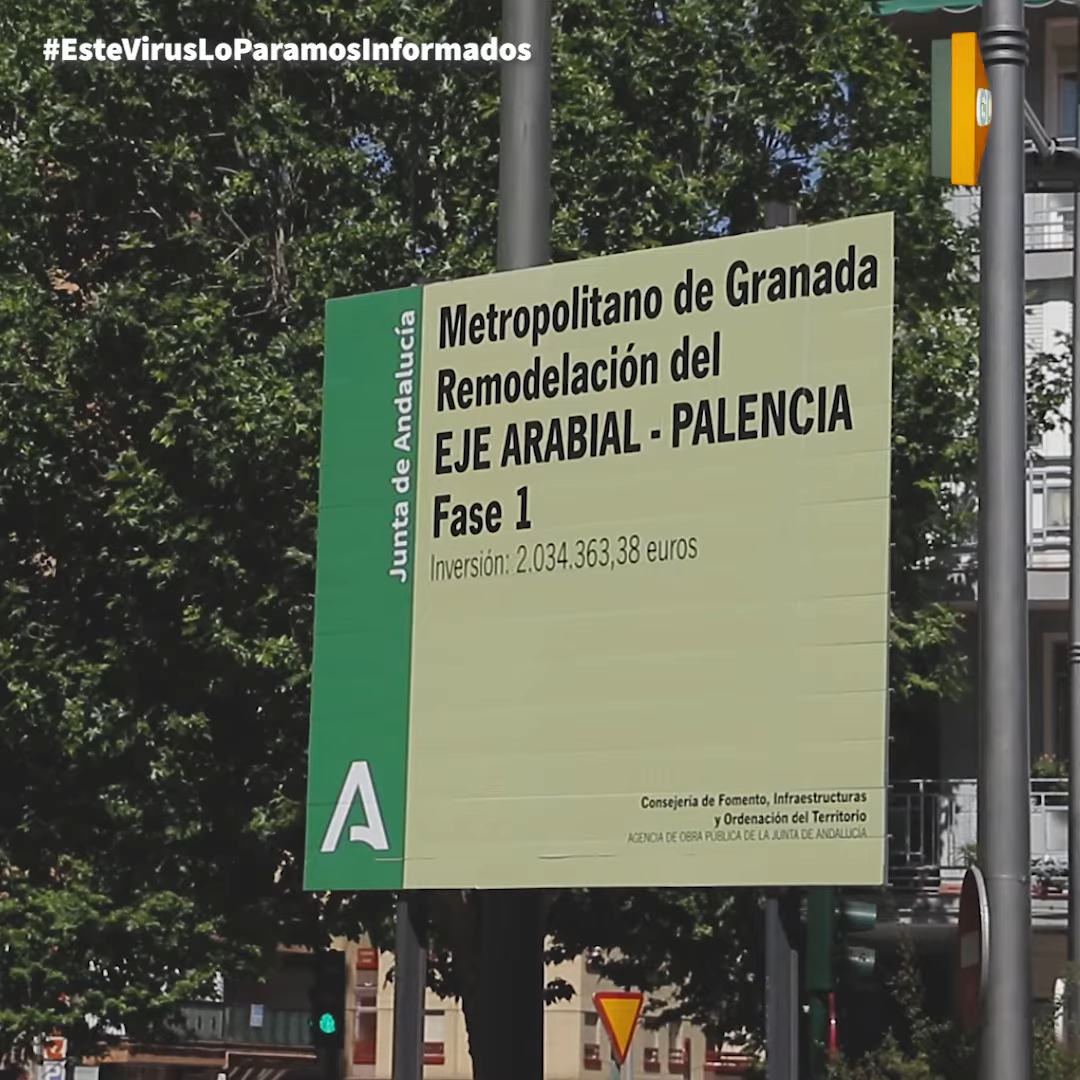 #EsteVirusLoParamosInformados
Junta de Andalucía
Metropolitano de Granada
Remodelación del
EJE ARABIAL - PALENCIA
Fase 1
Inversión: 2.034.363,38 euros
Consejería de Fomento, Infraestructuras
y Ordenación del Territorio
AGENCIA DE OBRA PÚBLICA DE LA JUNTA DE ANDALUCÍA